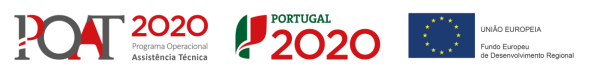 POAT 2020
Programa Operacional
Assistência Técnica
PORTUGAL
2020
UNIÃO EUROPEIA
Fundo Europeu
de Desenvolvimento Regional